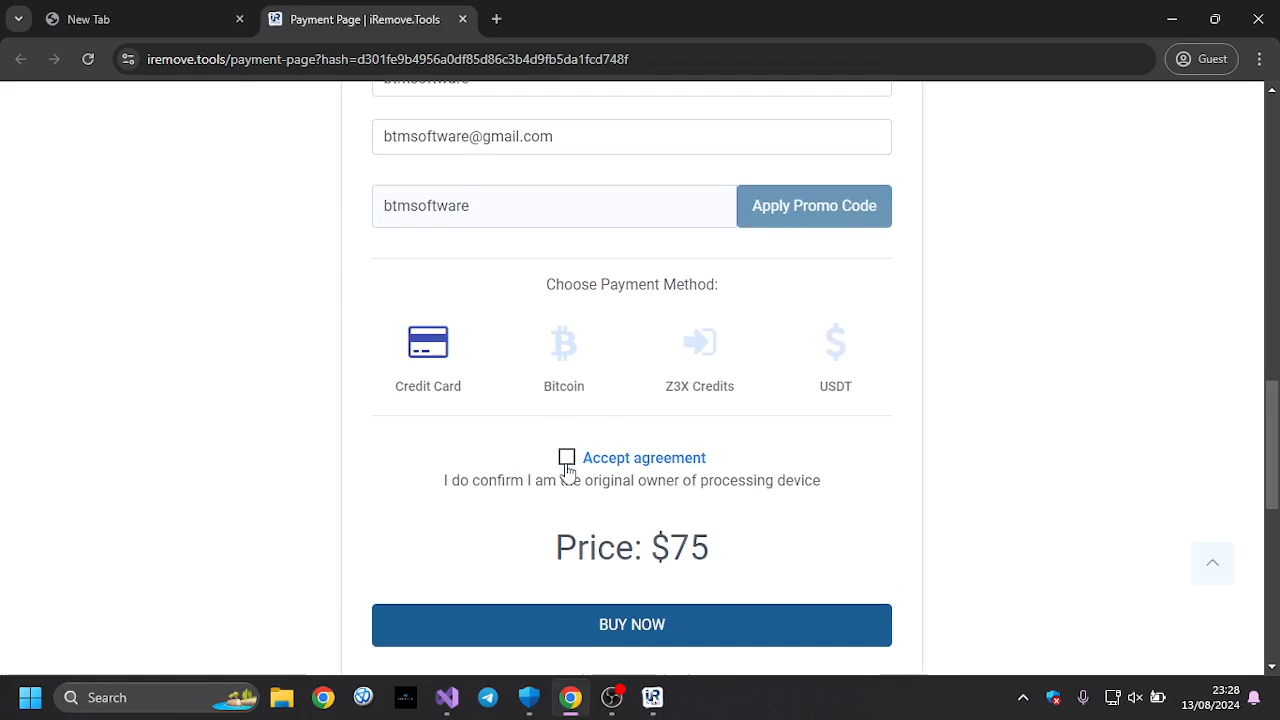 New Tab
Payment Page | iRemove.Tools
iremove.tools/payment-page?hash=d301fe9b4956a0df85d86c3b4d9fb5da1fcd748f
Guest
btmsoftware
btmsoftware@gmail.com
btmsoftware
Apply Promo Code
Choose Payment Method:
Credit Card
Bitcoin
Z3X Credits
USDT
Accept agreement
I do confirm I am the original owner of processing device
Price: $75
BUY NOW
Search
iR
23:28
13/08/2024